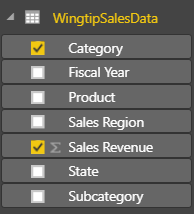 WingtipSalesData
Category
Fiscal Year
Product
Sales Region
Σ Sales Revenue
State
Subcategory